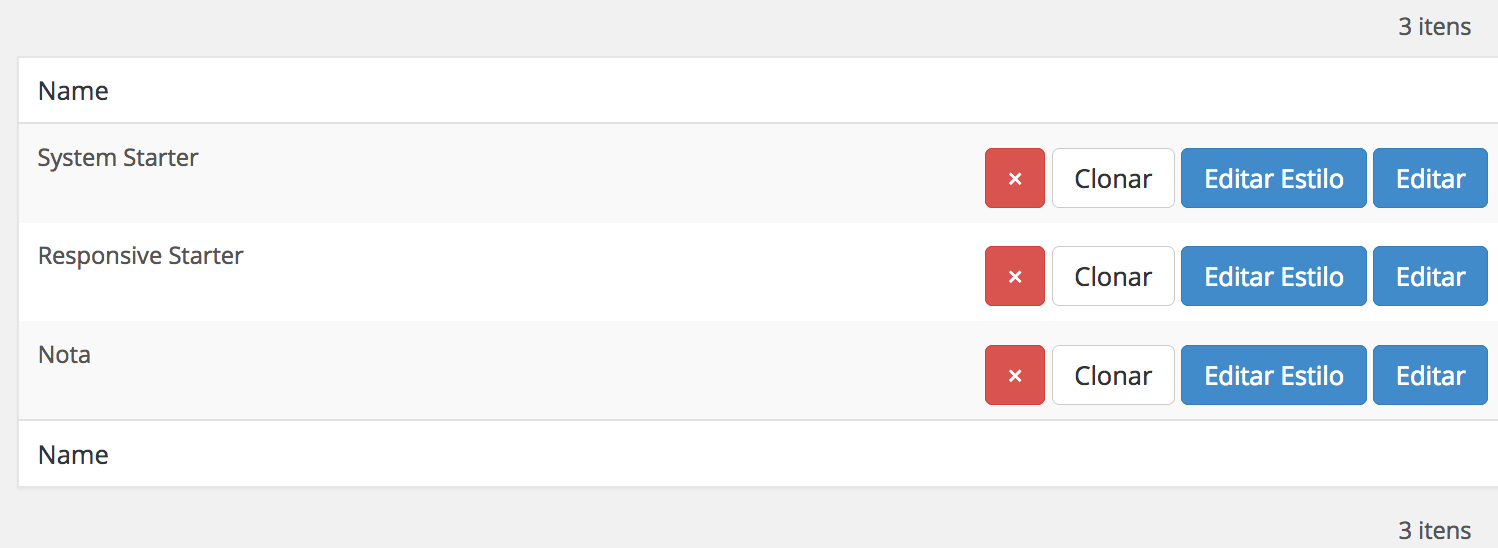 3 itens
Name
System Starter × Clonar Editar Estilo Editar
Responsive Starter × Clonar Editar Estilo Editar
Nota × Clonar Editar Estilo Editar
Name
3 itens